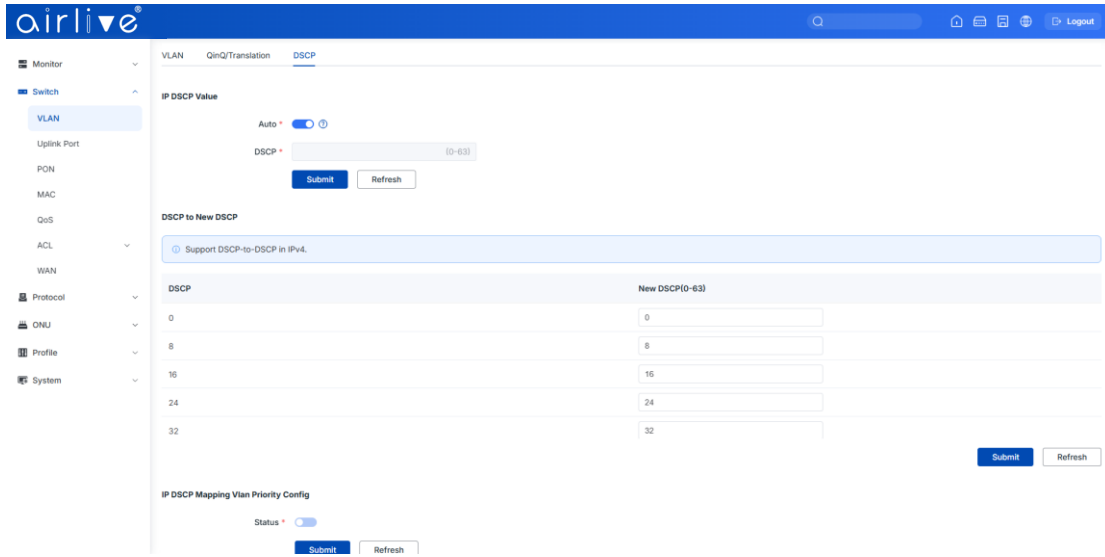 airlive®
Logout
Monitor
Switch
VLAN
Uplink Port
PON
MAC
QoS
ACL
WAN
Protocol
ONU
Profile
System
VLAN QinQ/Translation DSCP
IP DSCP Value
Auto *
DSCP * (0-63)
Submit Refresh
DSCP to New DSCP
Support DSCP-to-DSCP in IPv4.
DSCP New DSCP(0-63)
0 0
8 8
16 16
24 24
32 32
Submit Refresh
IP DSCP Mapping Vlan Priority Config
Status *
Submit Refresh